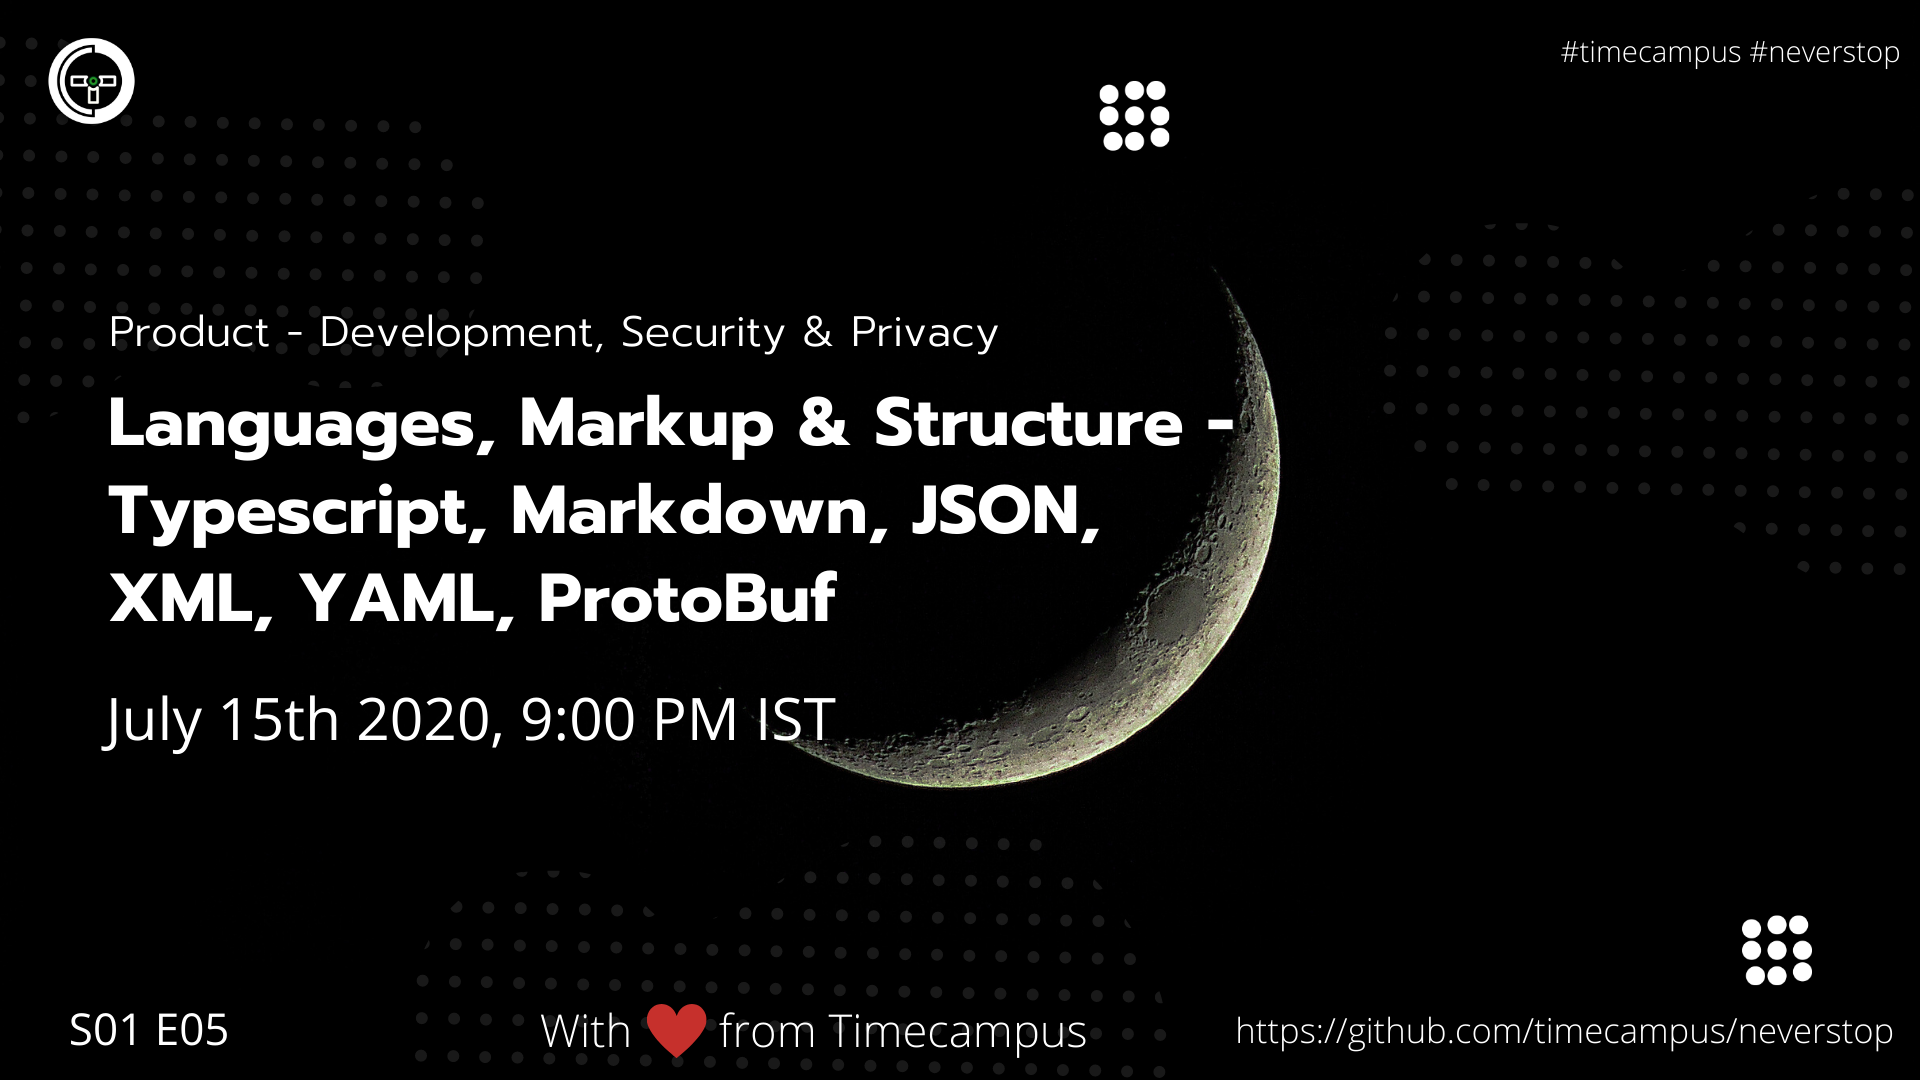 #timecampus #neverstop
Product - Development, Security & Privacy
Languages, Markup & Structure -
Typescript, Markdown, JSON,
XML, YAML, ProtoBuf
July 15th 2020, 9:00 PM IST
S01 E05
With ❤ from Timecampus
https://github.com/timecampus/neverstop